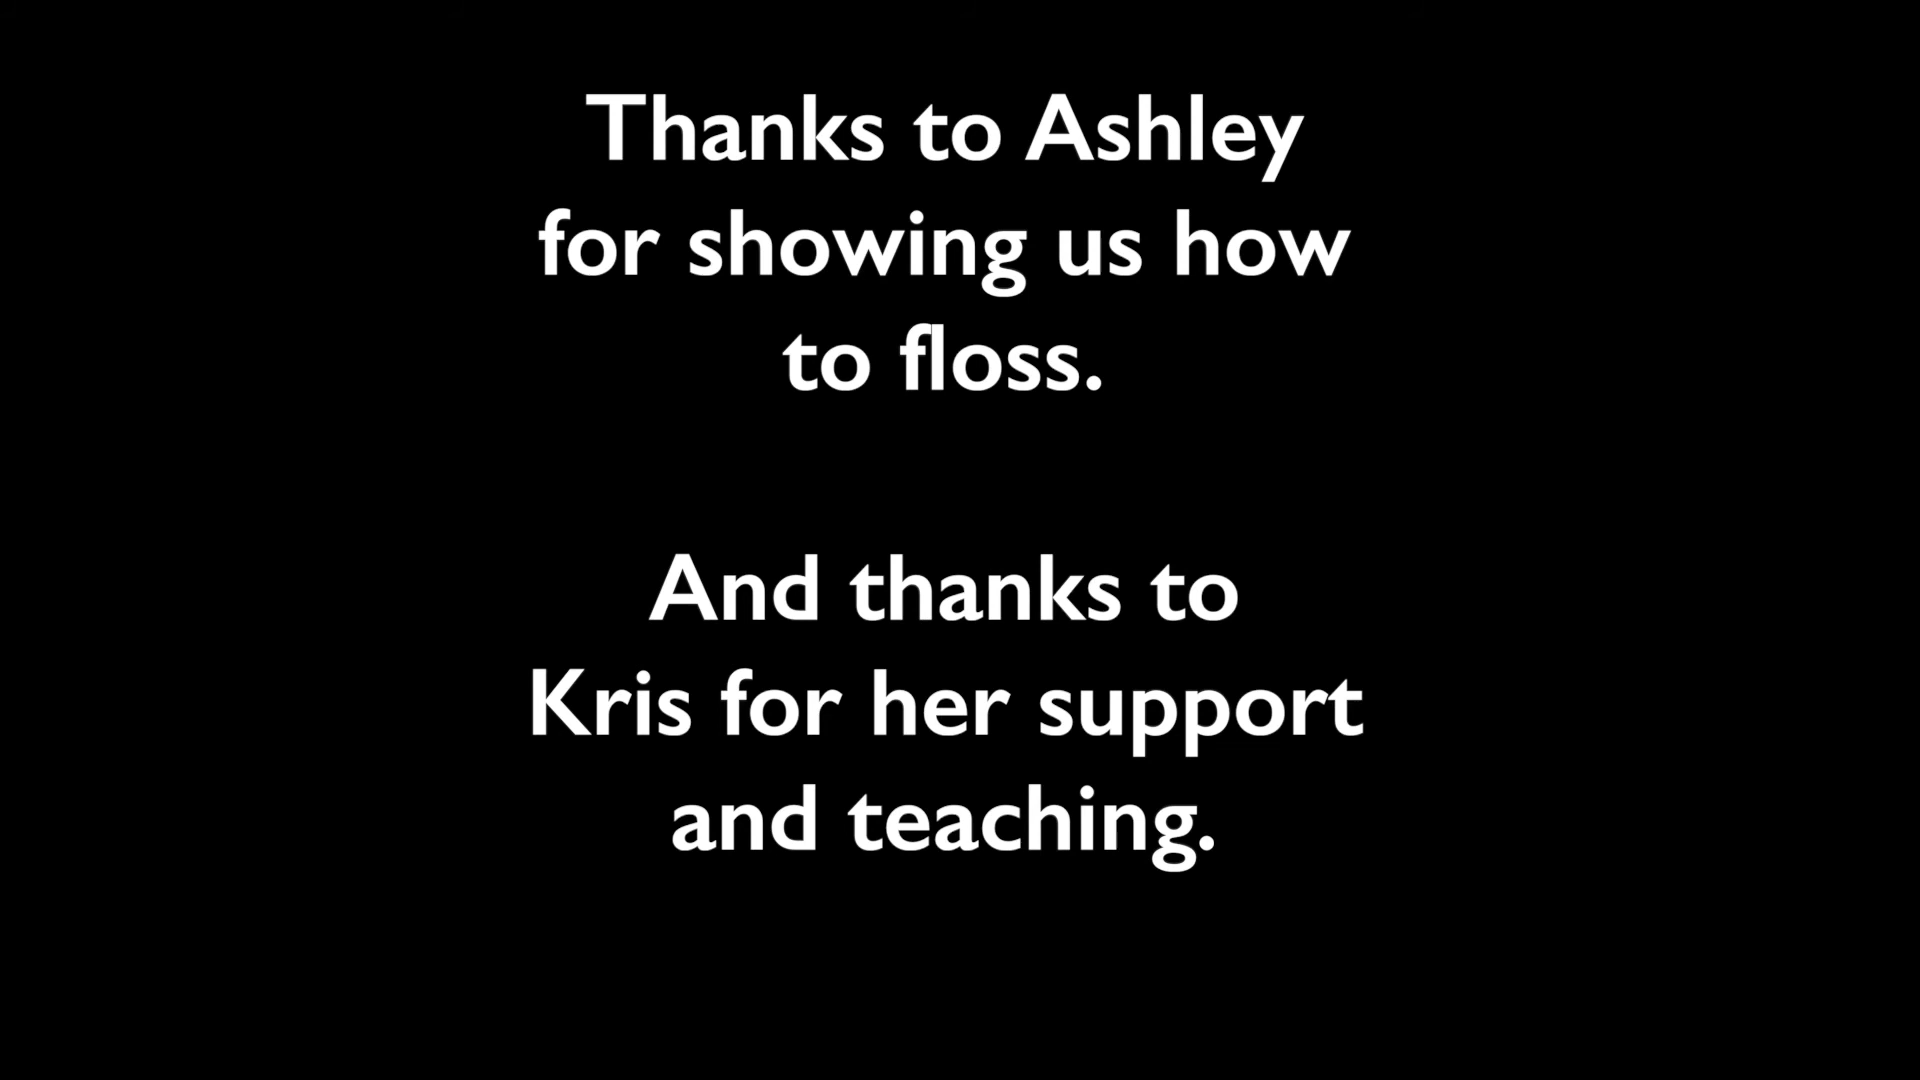 Thanks to Ashley
for showing us how
to floss.
And thanks to
Kris for her support
and teaching.